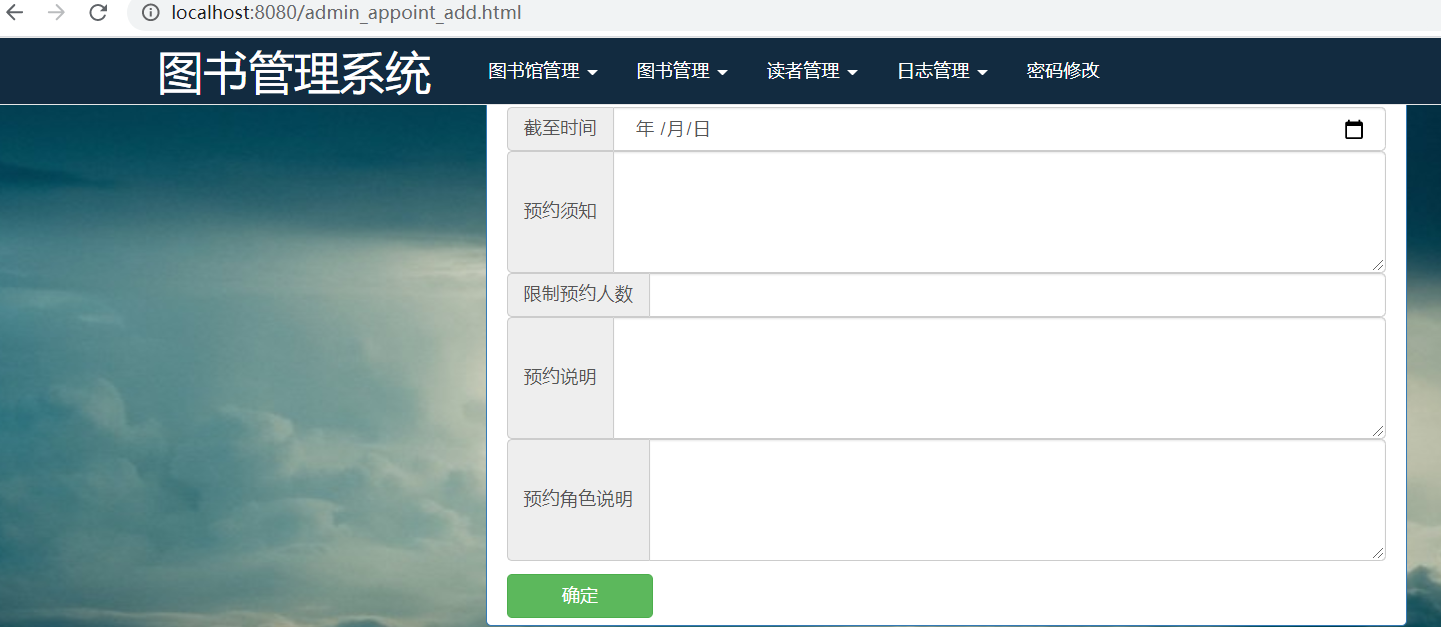 localhost:8080/admin_appoint_add.html
图书管理系统 图书馆管理 图书管理 读者管理 日志管理 密码修改
截至时间 年 /月/日
预约须知
限制预约人数
预约说明
预约角色说明
确定